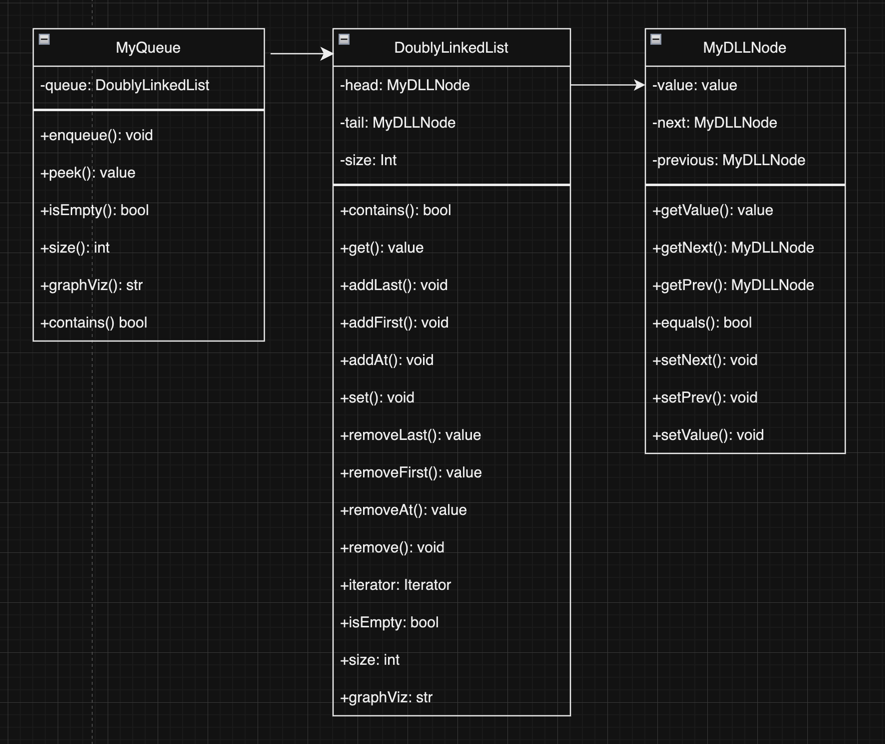 MyQueue
-queue: DoublyLinkedList
+enqueue(): void
+peek(): value
+isEmpty(): bool
+size(): int
+graphViz(): str
+contains() bool
DoublyLinkedList
-head: MyDLLNode
-tail: MyDLLNode
-size: Int
+contains(): bool
+get(): value
+addLast(): void
+addFirst(): void
+addAt(): void
+set(): void
+removeLast(): value
+removeFirst(): value
+removeAt(): value
+remove(): void
+iterator: Iterator
+isEmpty: bool
+size: int
+graphViz: str
MyDLLNode
-value: value
-next: MyDLLNode
-previous: MyDLLNode
+getValue(): value
+getNext(): MyDLLNode
+getPrev(): MyDLLNode
+equals(): bool
+setNext(): void
+setPrev(): void
+setValue(): void